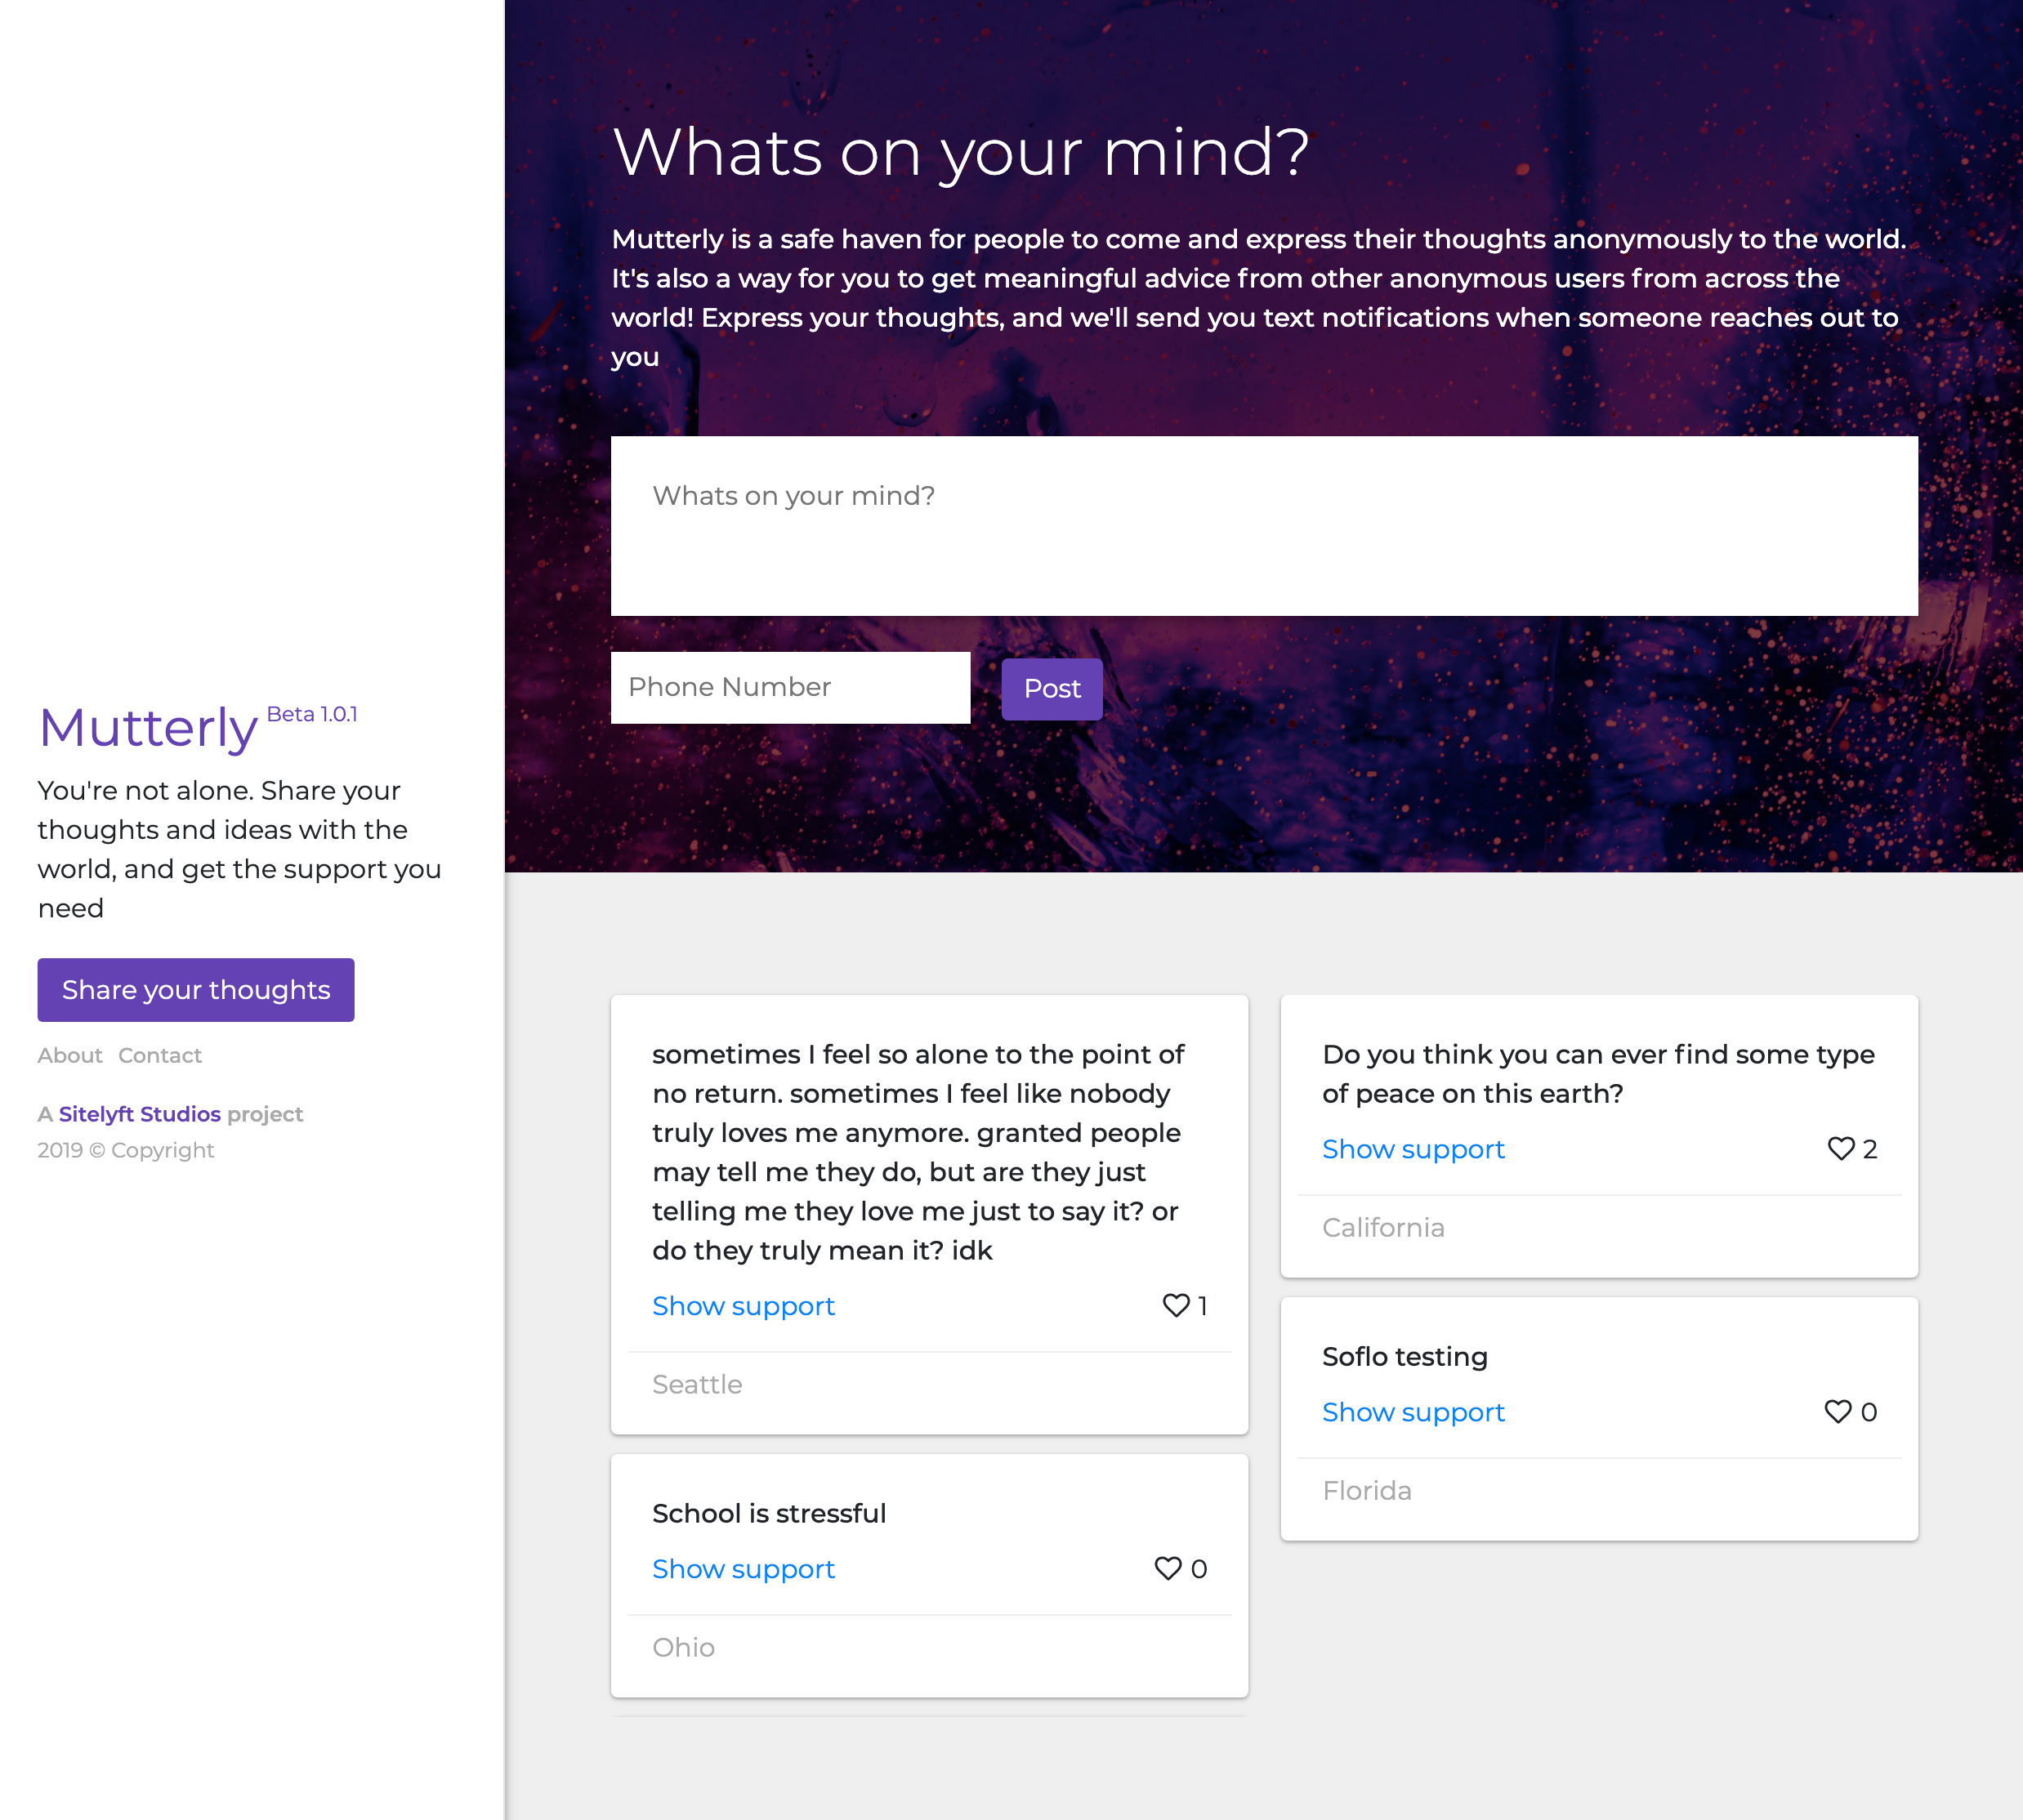 Mutterly Beta 1.0.1
You're not alone. Share your
thoughts and ideas with the
world, and get the support you
need
Share your thoughts
About Contact
A Sitelyft Studios project
2019 © Copyright
Whats on your mind?
Mutterly is a safe haven for people to come and express their thoughts anonymously to the world.
It's also a way for you to get meaningful advice from other anonymous users from across the
world! Express your thoughts, and we'll send you text notifications when someone reaches out to
you
Whats on your mind?
Phone Number
Post
sometimes I feel so alone to the point of
no return. sometimes I feel like nobody
truly loves me anymore. granted people
may tell me they do, but are they just
telling me they love me just to say it? or
do they truly mean it? idk
Show support 1
Seattle
School is stressful
Show support 0
Ohio
Do you think you can ever find some type
of peace on this earth?
Show support 2
California
Soflo testing
Show support 0
Florida